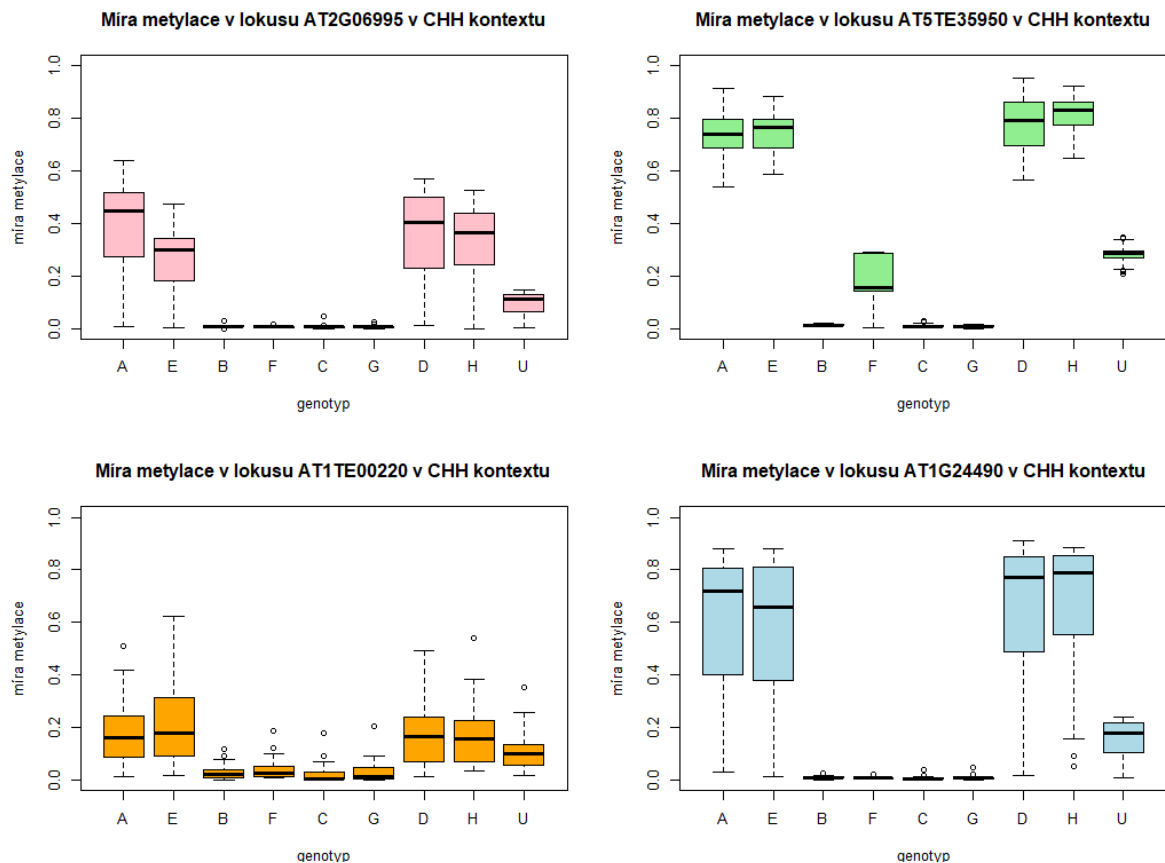 Míra metylace v lokusu AT2G06995 v CHH kontextu
míra metylace
1.0
0.8
0.6
0.4
0.2
0.0
A E B F C G D H U
genotyp
Míra metylace v lokusu AT5TE35950 v CHH kontextu
míra metylace
1.0
0.8
0.6
0.4
0.2
0.0
A E B F C G D H U
genotyp
Míra metylace v lokusu AT1TE00220 v CHH kontextu
míra metylace
1.0
0.8
0.6
0.4
0.2
0.0
A E B F C G D H U
genotyp
Míra metylace v lokusu AT1G24490 v CHH kontextu
míra metylace
1.0
0.8
0.6
0.4
0.2
0.0
A E B F C G D H U
genotyp